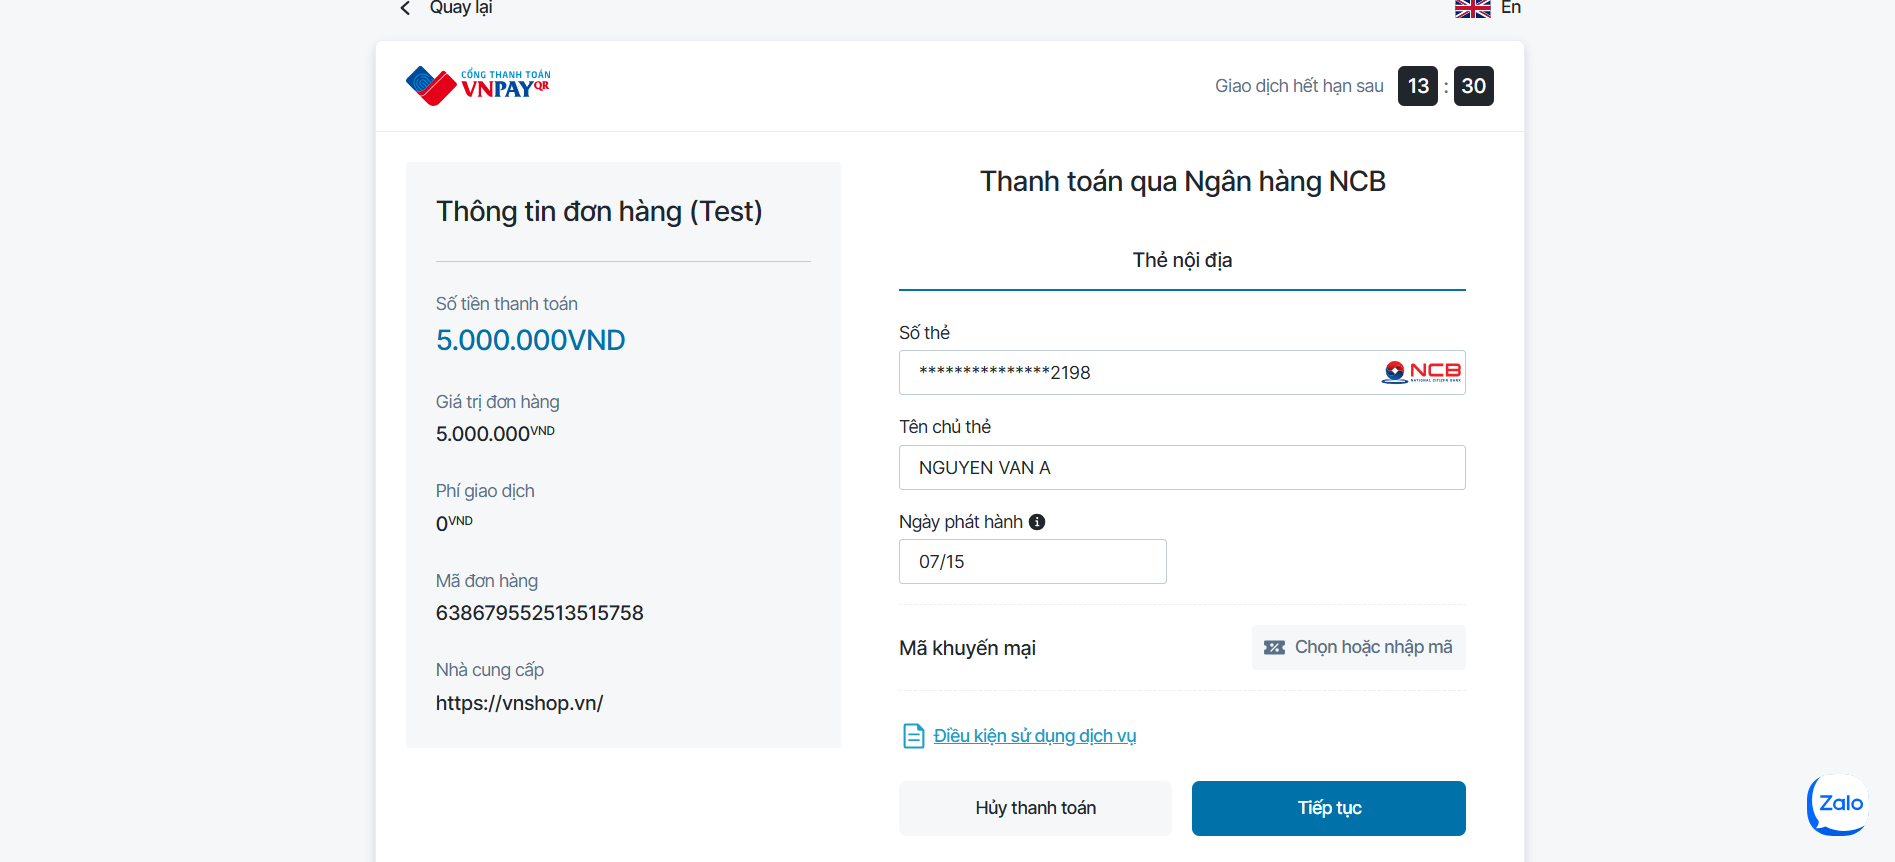 Quay lại
En
CỔNG THANH TOÁN
VNPAYQR
Giao dịch hết hạn sau 13 : 30
Thông tin đơn hàng (Test)
Số tiền thanh toán
5.000.000VND
Giá trị đơn hàng
5.000.000VND
Phí giao dịch
0VND
Mã đơn hàng
638679552513515758
Nhà cung cấp
https://vnshop.vn/
Thanh toán qua Ngân hàng NCB
Thẻ nội địa
Số thẻ
***************2198
NCB
NATIONAL CITIZEN BANK
Tên chủ thẻ
NGUYEN VAN A
Ngày phát hành
07/15
Mã khuyến mại
Chọn hoặc nhập mã
Điều kiện sử dụng dịch vụ
Hủy thanh toán
Tiếp tục
Zalo